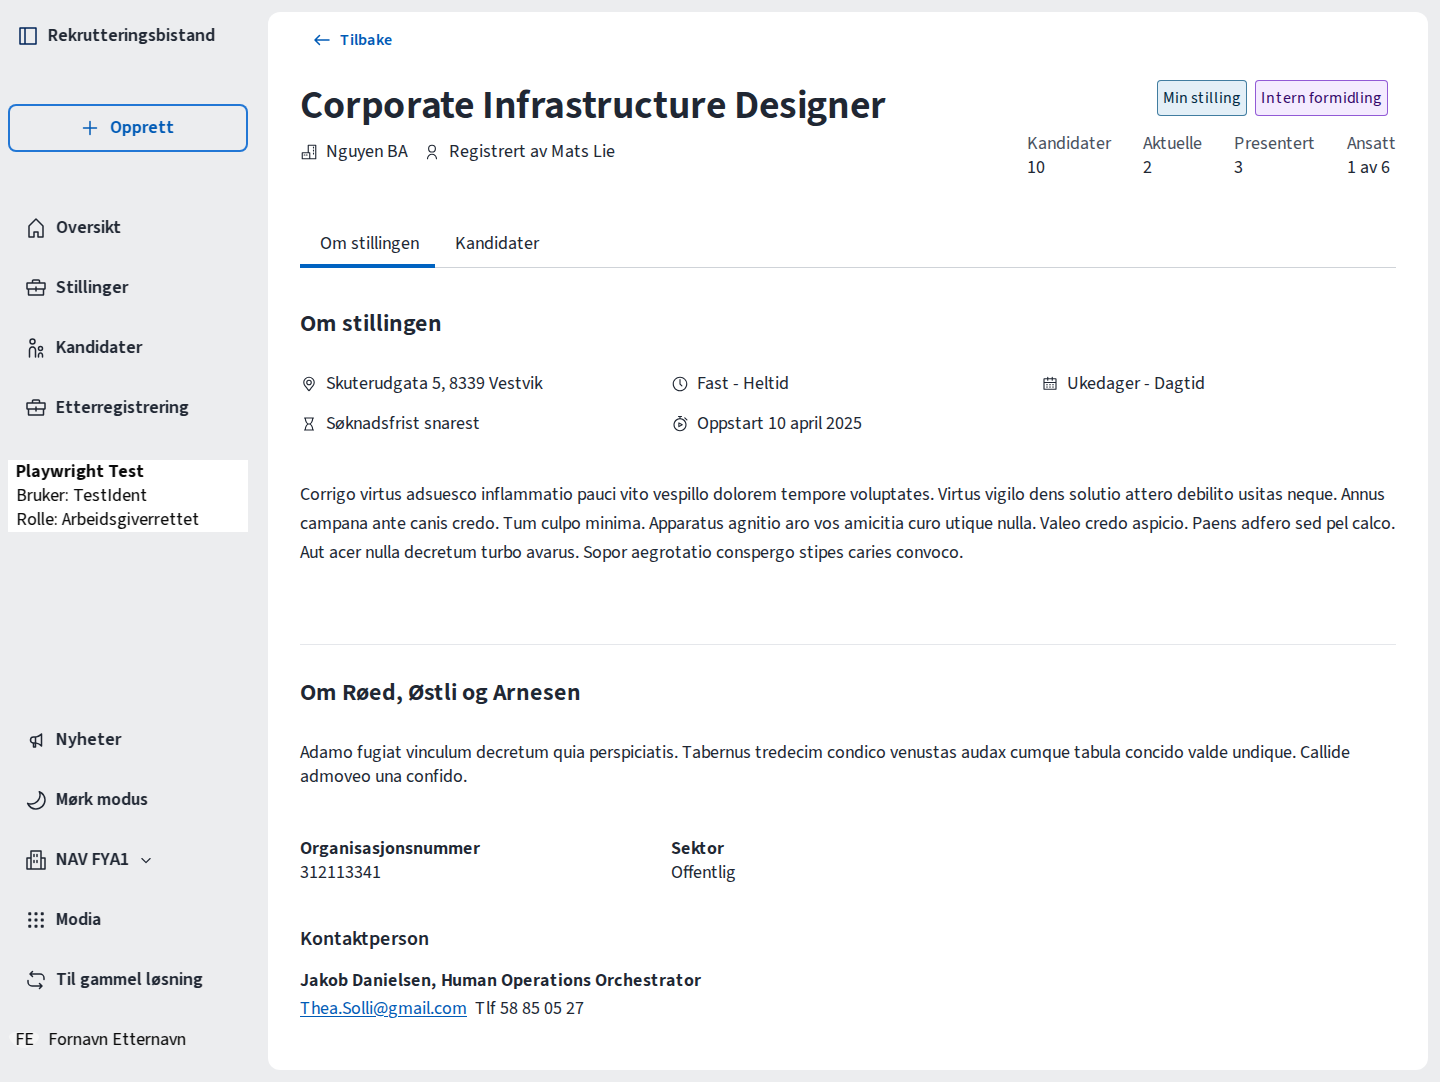 Rekrutteringsbistand
Opprett
Oversikt
Stillinger
Kandidater
Etterregistrering
Playwright Test
Bruker: TestIdent
Rolle: Arbeidsgiverrettet
Nyheter
Mørk modus
NAV FYA1
Modia
Til gammel løsning
FE Fornavn Etternavn
Tilbake
Corporate Infrastructure Designer
Nguyen BA Registrert av Mats Lie
Min stilling Intern formidling
Kandidater Aktuelle Presentert Ansatt
10 2 3 1 av 6
Om stillingen Kandidater
Om stillingen
Skuterudgata 5, 8339 Vestvik Fast - Heltid Ukedager - Dagtid
Søknadsfrist snarest Oppstart 10 april 2025
Corrigo virtus adsuesco inflammatio pauci vito vespillo dolorem tempore voluptates. Virtus vigilo dens solutio attero debilito usitas neque. Annus
campana ante canis credo. Tum culpo minima. Apparatus agnitio aro vos amicitia curo utique nulla. Valeo credo aspicio. Paens adfero sed pel calco.
Aut acer nulla decretum turbo avarus. Sopor aegrotatio conspergo stipes caries convoco.
Om Røed, Østli og Arnesen
Adamo fugiat vinculum decretum quia perspiciatis. Tabernus tredecim condico venustas audax cumque tabula concido valde undique. Callide
admoveo una confido.
Organisasjonsnummer Sektor
312113341 Offentlig
Kontaktperson
Jakob Danielsen, Human Operations Orchestrator
Thea.Solli@gmail.com Tlf 58 85 05 27